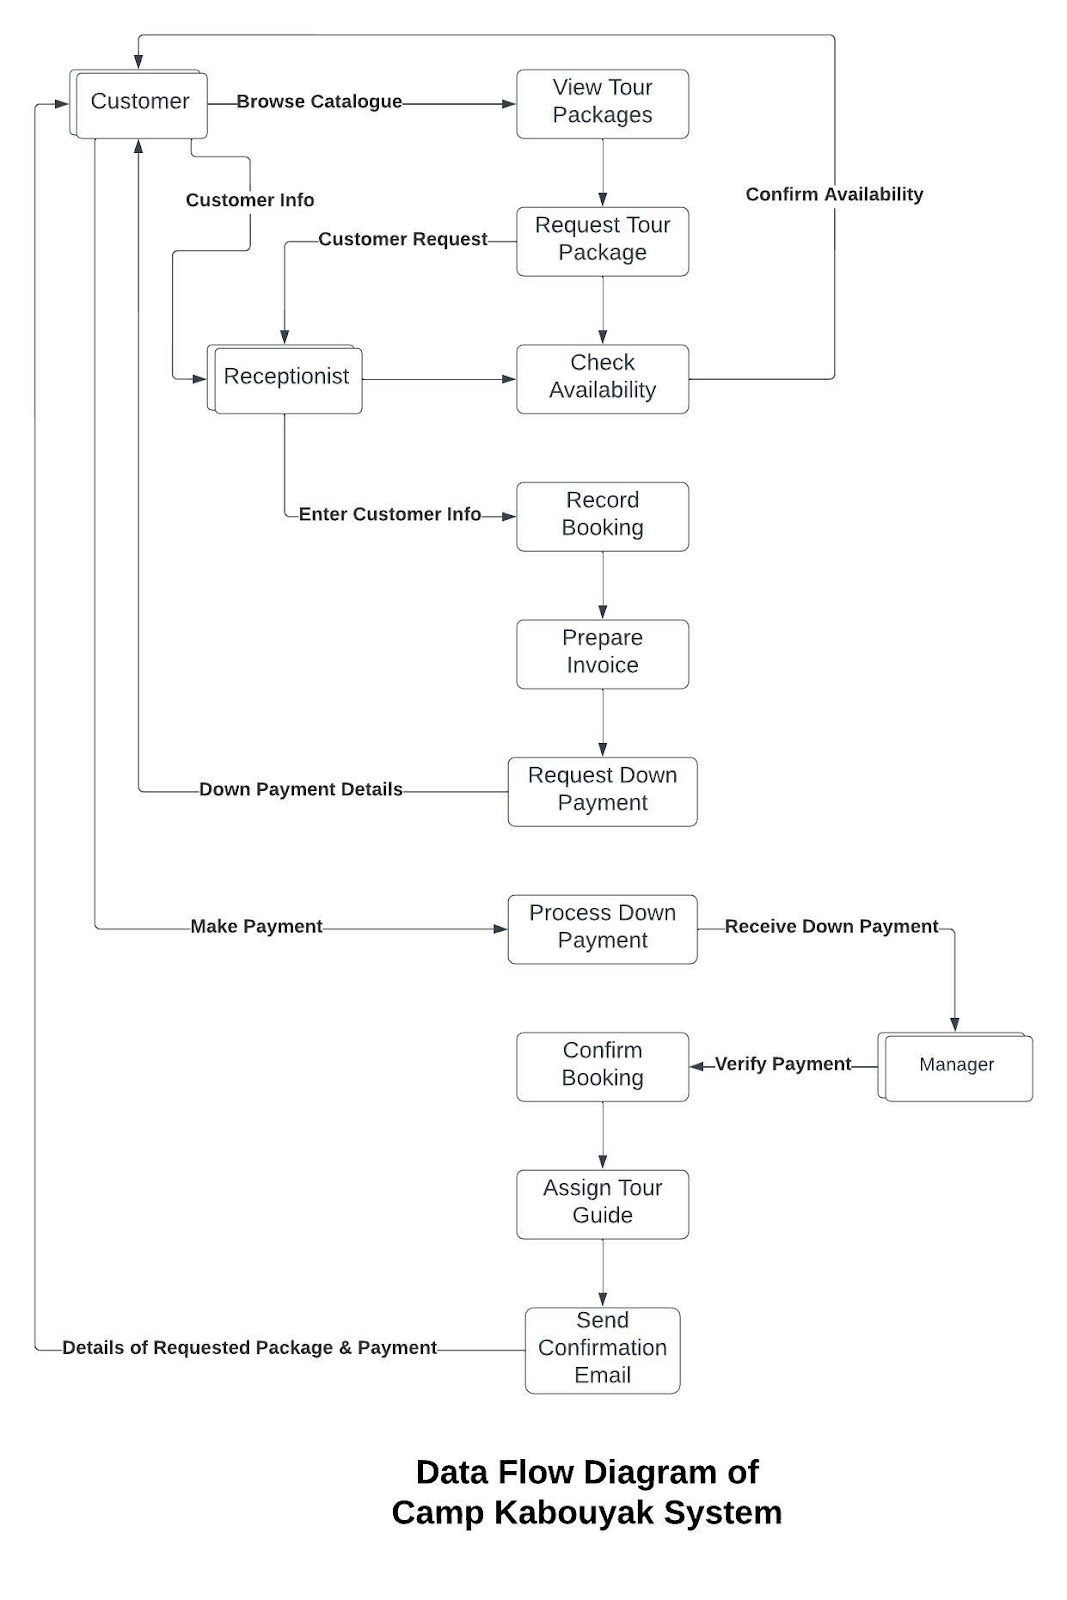 Customer
Browse Catalogue
View Tour
Packages
Confirm Availability
Customer Info
Customer Request
Request Tour
Package
Receptionist
Check
Availability
Enter Customer Info
Record
Booking
Prepare
Invoice
Down Payment Details
Request Down
Payment
Make Payment
Process Down
Payment
Receive Down Payment
Confirm
Booking
Verify Payment
Manager
Assign Tour
Guide
Details of Requested Package & Payment
Send
Confirmation
Email
Data Flow Diagram of
Camp Kabouyak System